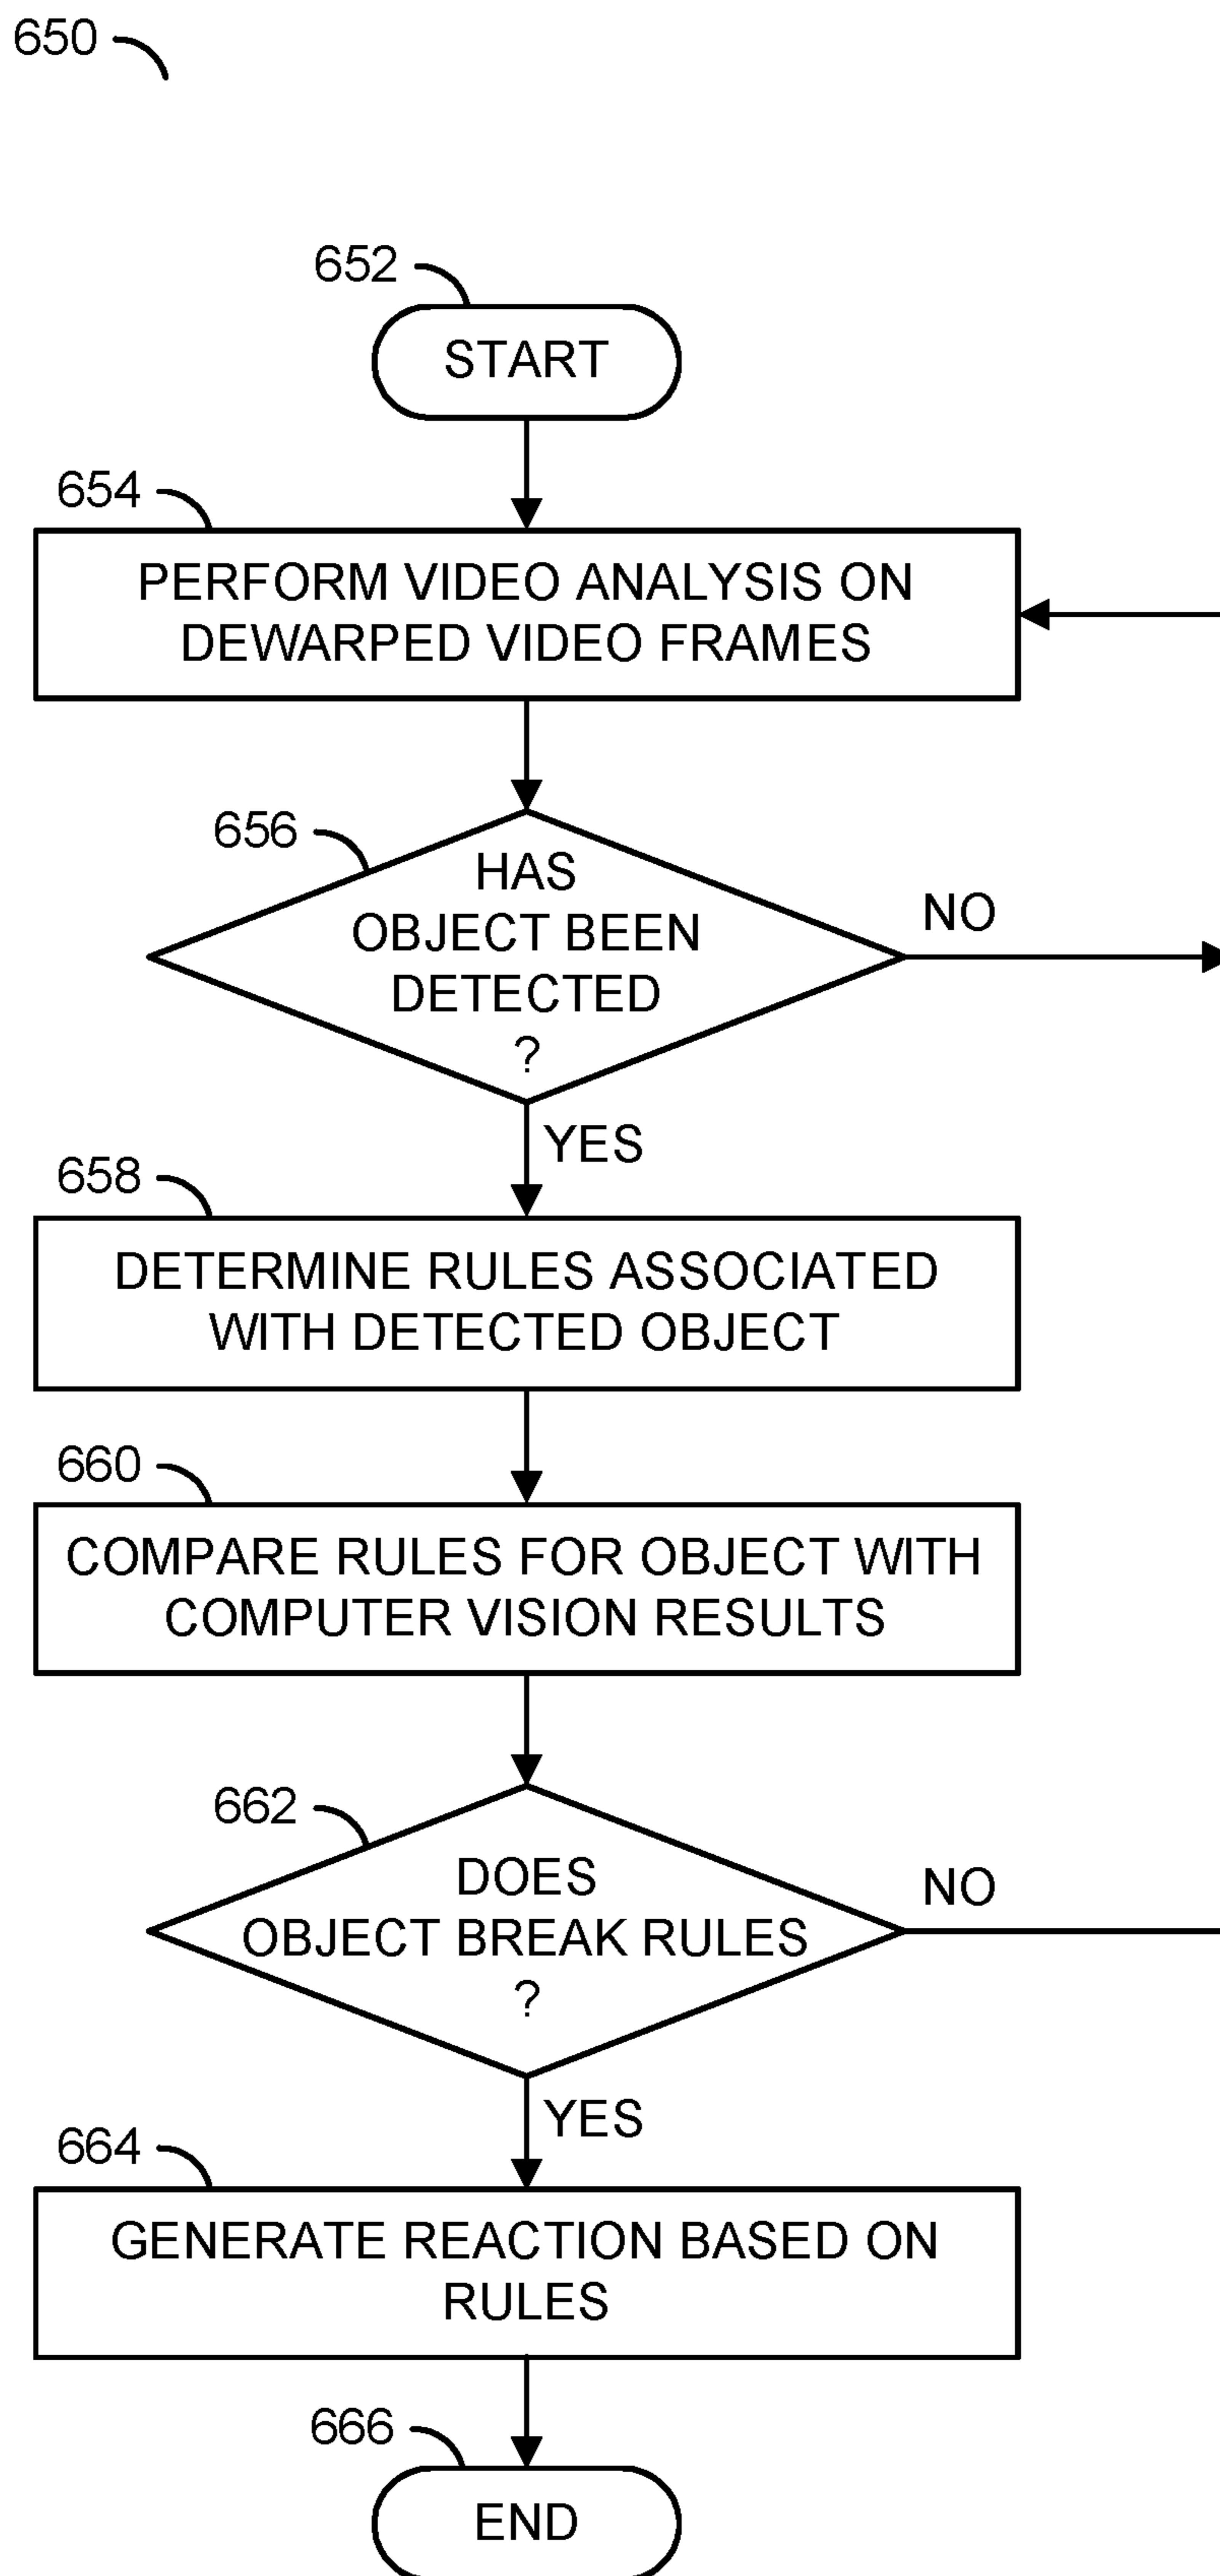 650
652
START
654
PERFORM VIDEO ANALYSIS ON
DEWARPED VIDEO FRAMES
656
HAS
OBJECT BEEN
DETECTED
?
NO
YES
658
DETERMINE RULES ASSOCIATED
WITH DETECTED OBJECT
660
COMPARE RULES FOR OBJECT WITH
COMPUTER VISION RESULTS
662
DOES
OBJECT BREAK RULES
?
NO
YES
664
GENERATE REACTION BASED ON
RULES
666
END